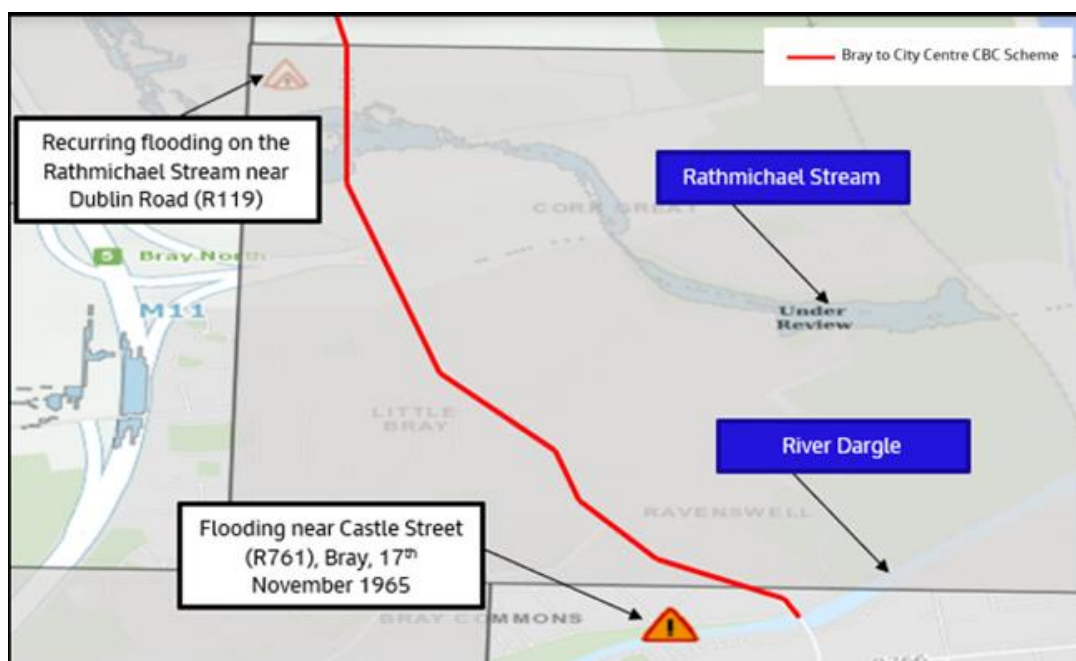 Bray to City Centre CBC Scheme
Recurring flooding on the
Rathmichael Stream near
Dublin Road (R119)
Rathmichael Stream
CORK GREAT
5
Bray North
M11
Under
Review
LITTLE
BRAY
River Dargle
RAVENSWELL
Flooding near Castle Street
(R761), Bray, 17th
November 1965
BRAY COMMONS